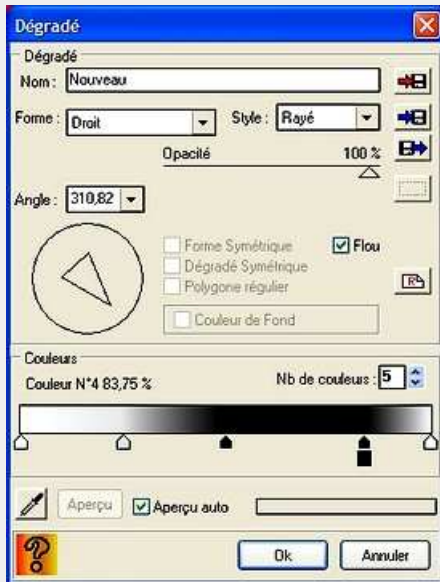 Dégradé
Dégradé
Nom : Nouveau
Forme : Droit Style : Rayé
Opacité 100 %
Angle : 310,82
Forme Symétrique Flou
Dégradé Symétrique
Polygone régulier
Couleur de Fond
Couleurs
Couleur N°4 83,75 % Nb de couleurs : 5
Aperçu Aperçu auto
? Ok Annuler